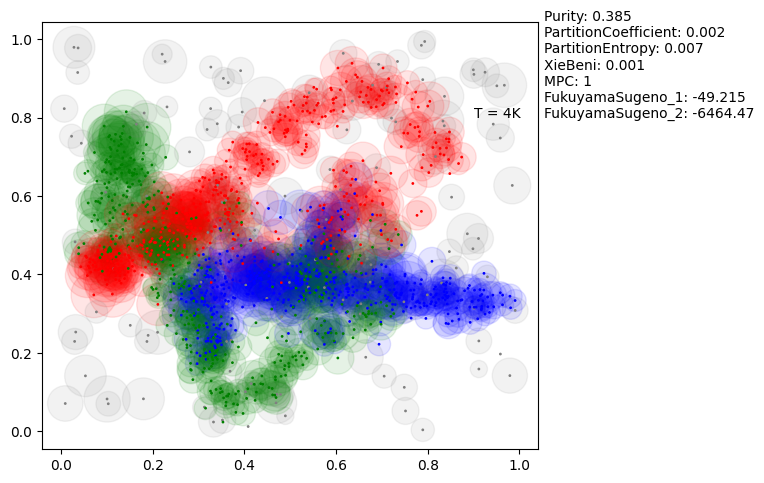 Purity: 0.385
PartitionCoefficient: 0.002
PartitionEntropy: 0.007
XieBeni: 0.001
MPC: 1
FukuyamaSugeno_1: -49.215
FukuyamaSugeno_2: -6464.47
T = 4K
1.0
0.8
0.6
0.4
0.2
0.0
0.0 0.2 0.4 0.6 0.8 1.0